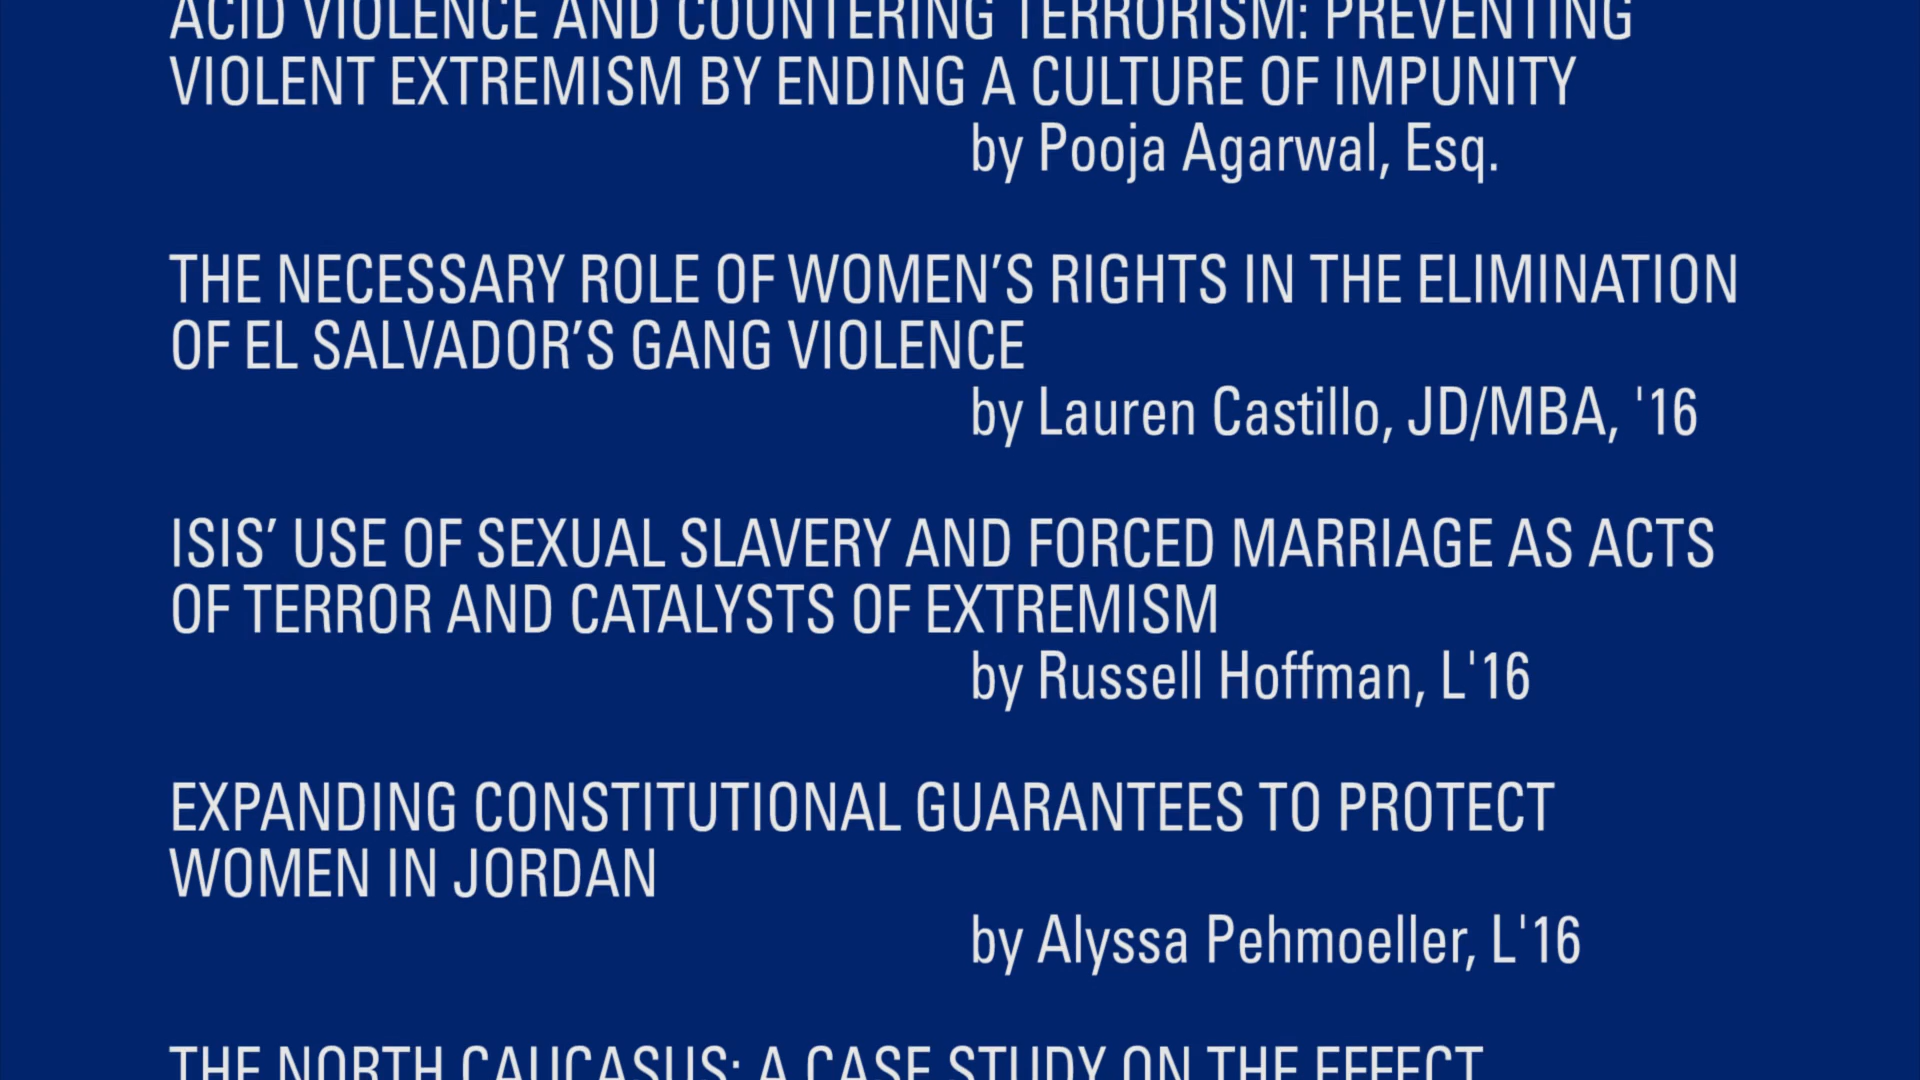 ACID VIOLENCE AND COUNTERING TERRORISM: PREVENTING
VIOLENT EXTREMISM BY ENDING A CULTURE OF IMPUNITY
by Pooja Agarwal, Esq.
THE NECESSARY ROLE OF WOMEN’S RIGHTS IN THE ELIMINATION
OF EL SALVADOR’S GANG VIOLENCE
by Lauren Castillo, JD/MBA, '16
ISIS’ USE OF SEXUAL SLAVERY AND FORCED MARRIAGE AS ACTS
OF TERROR AND CATALYSTS OF EXTREMISM
by Russell Hoffman, L'16
EXPANDING CONSTITUTIONAL GUARANTEES TO PROTECT
WOMEN IN JORDAN
by Alyssa Pehmoeller, L'16
THE NORTH CAUCASUS: A CASE STUDY ON THE EFFECT